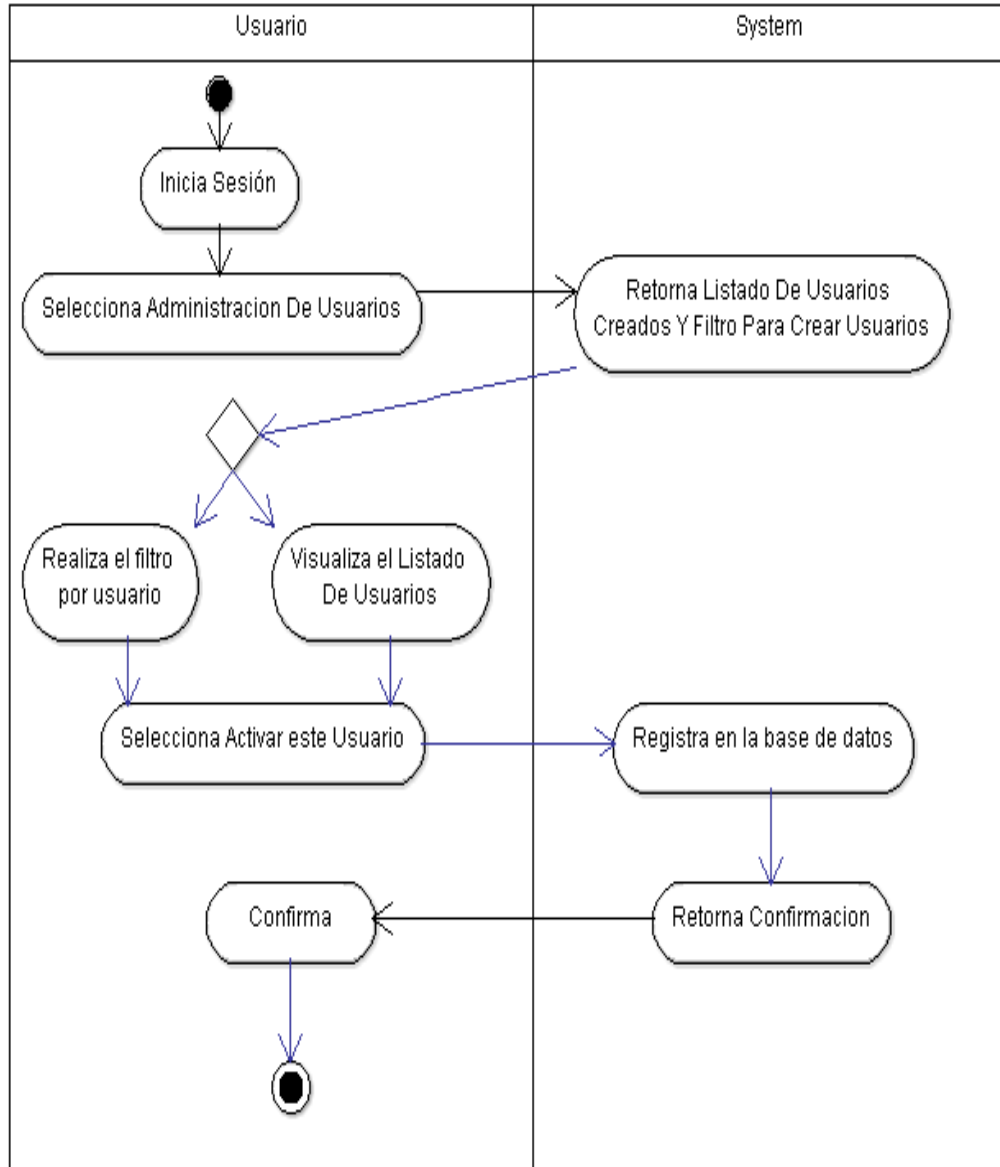 Usuario
System
Inicia Sesión
Selecciona Administracion De Usuarios
Retorna Listado De Usuarios
Creados Y Filtro Para Crear Usuarios
Realiza el filtro
por usuario
Visualiza el Listado
De Usuarios
Selecciona Activar este Usuario
Registra en la base de datos
Confirma
Retorna Confirmacion